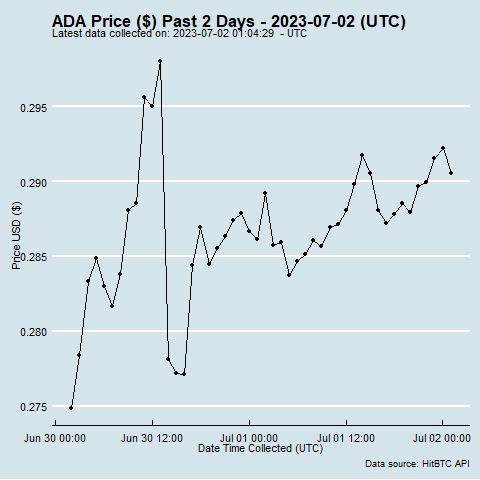 ADA Price ($) Past 2 Days - 2023-07-02 (UTC)
Latest data collected on: 2023-07-02 01:04:29 - UTC
Price USD ($)
0.295
0.290
0.285
0.280
0.275
Jun 30 00:00 Jun 30 12:00 Jul 01 00:00 Jul 01 12:00 Jul 02 00:00
Date Time Collected (UTC)
Data source: HitBTC API